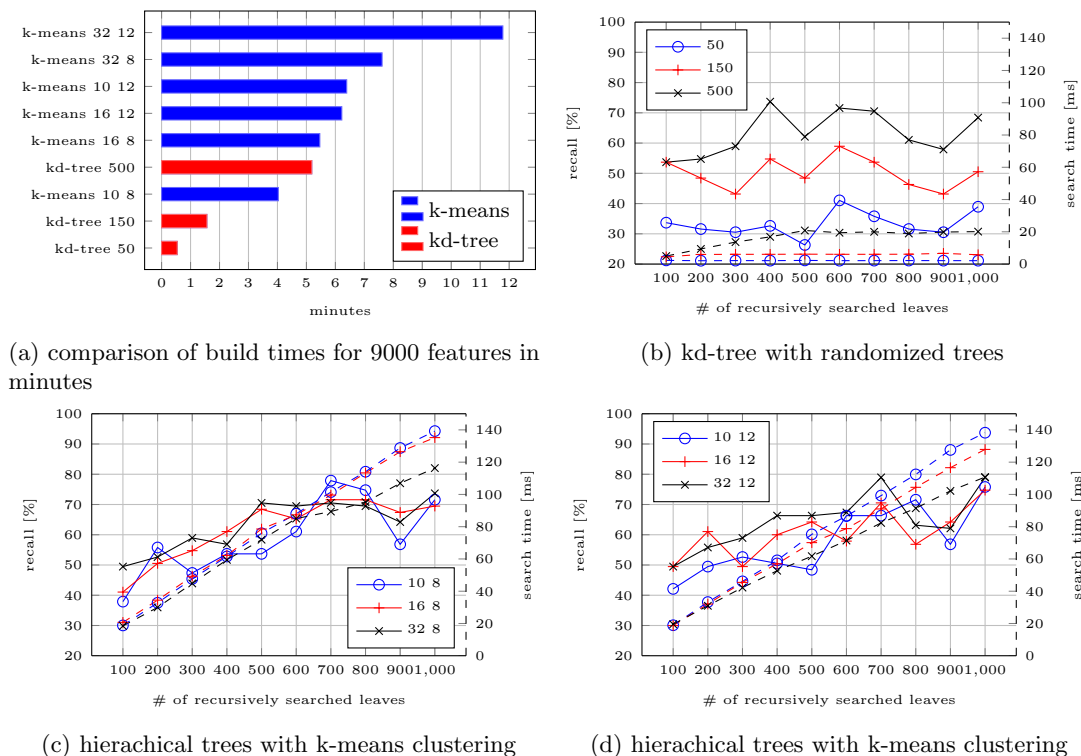 k-means 32 12
k-means 32 8
k-means 10 12
k-means 16 12
k-means 16 8
kd-tree 500
k-means 10 8
kd-tree 150
kd-tree 50
k-means
kd-tree
0 1 2 3 4 5 6 7 8 9 10 11 12
minutes
(a) comparison of build times for 9000 features in
minutes
100
90
80
70
60
50
40
30
20
recall [%]
50
150
500
140
120
100
80
60
40
20
0
search time [ms]
100 200 300 400 500 600 700 800 900 1,000
# of recursively searched leaves
(b) kd-tree with randomized trees
100
90
80
70
60
50
40
30
20
recall [%]
10 8
16 8
32 8
140
120
100
80
60
40
20
0
search time [ms]
100 200 300 400 500 600 700 800 900 1,000
# of recursively searched leaves
(c) hierachical trees with k-means clustering
100
90
80
70
60
50
40
30
20
recall [%]
10 12
16 12
32 12
140
120
100
80
60
40
20
0
search time [ms]
100 200 300 400 500 600 700 800 900 1,000
# of recursively searched leaves
(d) hierachical trees with k-means clustering